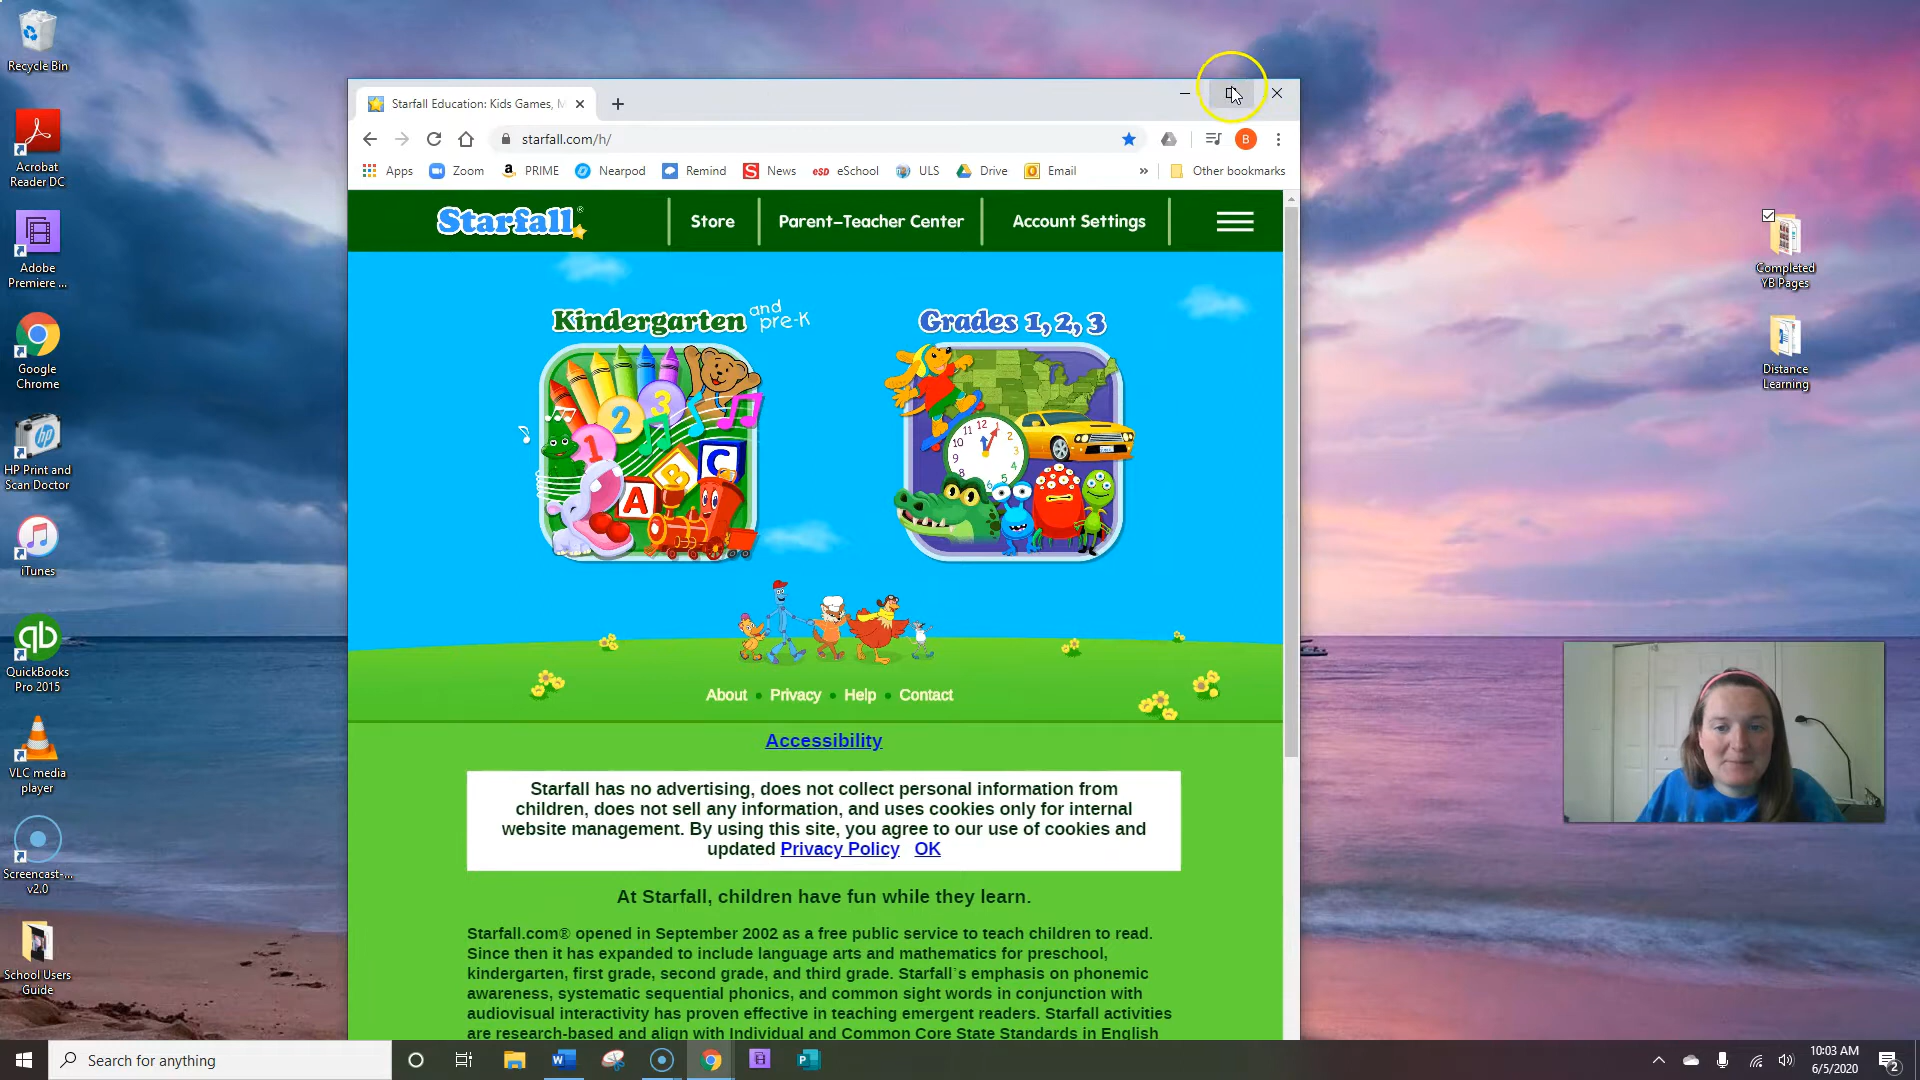 Recycle Bin
Acrobat
Reader DC
Adobe
Premiere ...
Google
Chrome
HP Print and
Scan Doctor
iTunes
QuickBooks
Pro 2015
VLC media
player
Screencast-...
v2.0
School Users
Guide
Starfall Education: Kids Games, M
starfall.com/h/
B
Apps
Zoom
PRIME
Nearpod
Remind
News
esd eSchool
ULS
Drive
Email
»
Other bookmarks
Starfall®
Store
Parent-Teacher Center
Account Settings
Kindergarten and pre-K
Grades 1, 2, 3
1 2 3
A B C
About • Privacy • Help • Contact
Accessibility
Starfall has no advertising, does not collect personal information from
children, does not sell any information, and uses cookies only for internal
website management. By using this site, you agree to our use of cookies and
updated Privacy Policy OK
At Starfall, children have fun while they learn.
Starfall.com® opened in September 2002 as a free public service to teach children to read.
Since then it has expanded to include language arts and mathematics for preschool,
kindergarten, first grade, second grade, and third grade. Starfall's emphasis on phonemic
awareness, systematic sequential phonics, and common sight words in conjunction with
audiovisual interactivity has proven effective in teaching emergent readers. Starfall activities
are research-based and align with Individual and Common Core State Standards in English
Completed
YB Pages
Distance
Learning
Search for anything
10:03 AM
6/5/2020
2